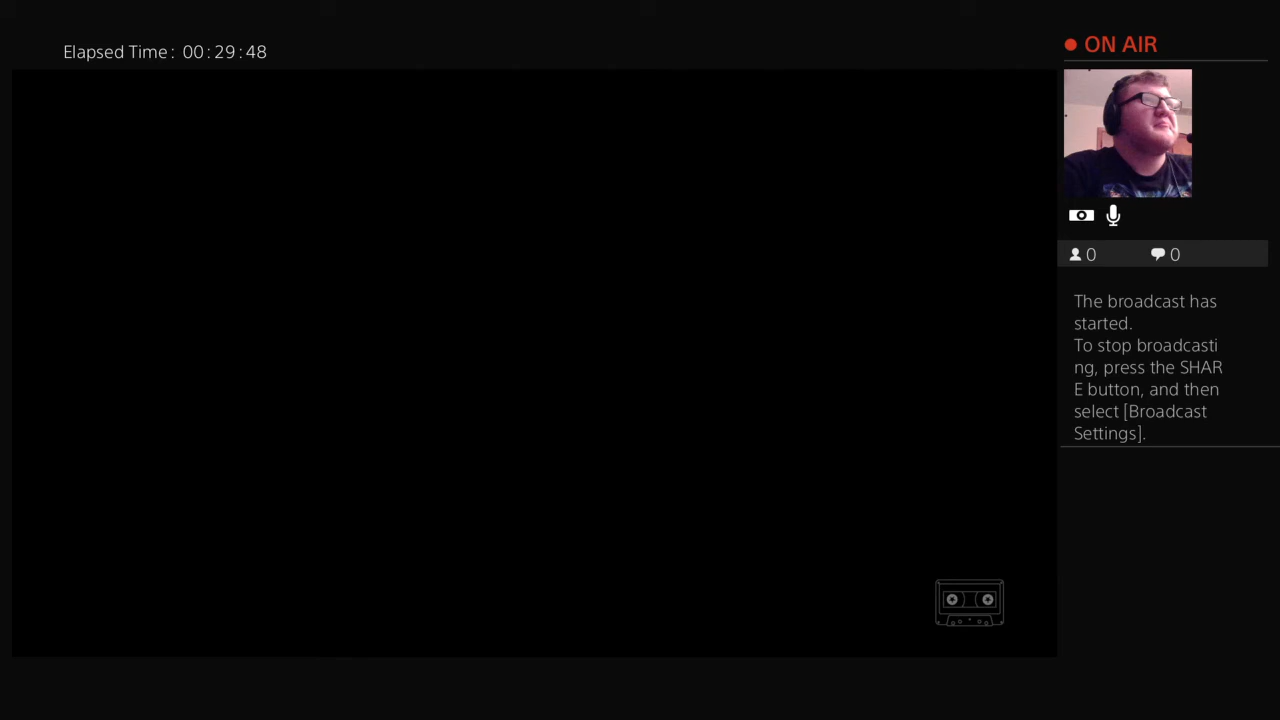 Elapsed Time: 00:29:48
ON AIR
0 0
The broadcast has
started.
To stop broadcasti
ng, press the SHAR
E button, and then
select [Broadcast
Settings].